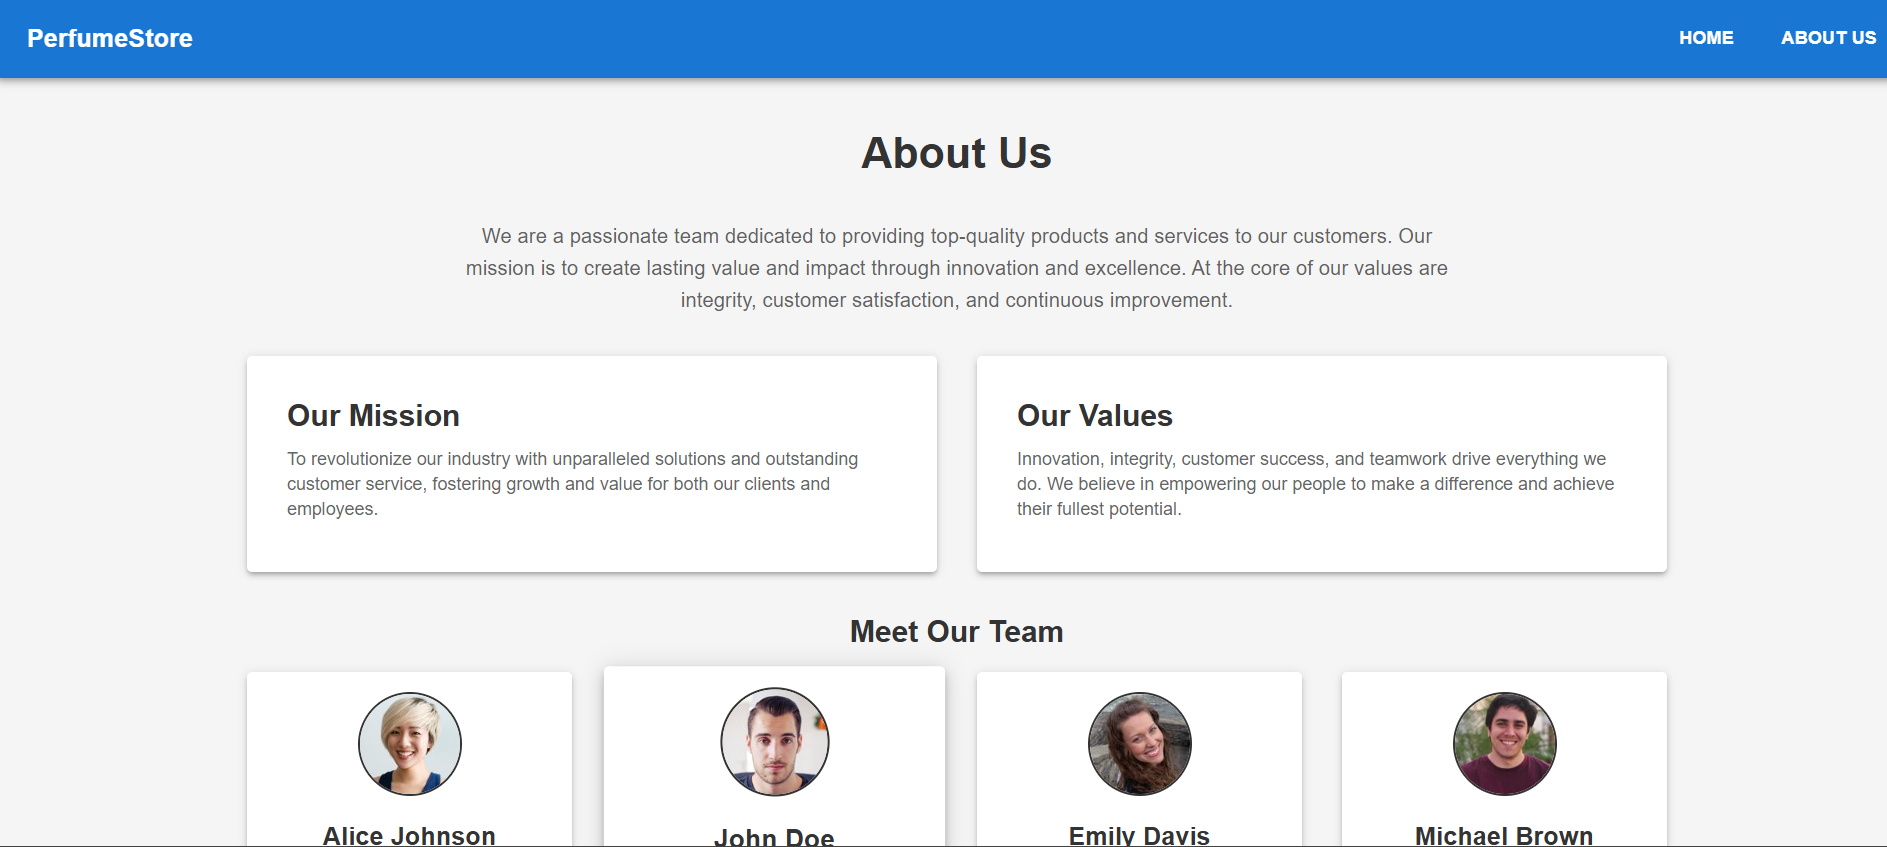 PerfumeStore
HOME
ABOUT US
About Us
We are a passionate team dedicated to providing top-quality products and services to our customers. Our
mission is to create lasting value and impact through innovation and excellence. At the core of our values are
integrity, customer satisfaction, and continuous improvement.
Our Mission
To revolutionize our industry with unparalleled solutions and outstanding
customer service, fostering growth and value for both our clients and
employees.
Our Values
Innovation, integrity, customer success, and teamwork drive everything we
do. We believe in empowering our people to make a difference and achieve
their fullest potential.
Meet Our Team
Alice Johnson
John Doe
Emily Davis
Michael Brown